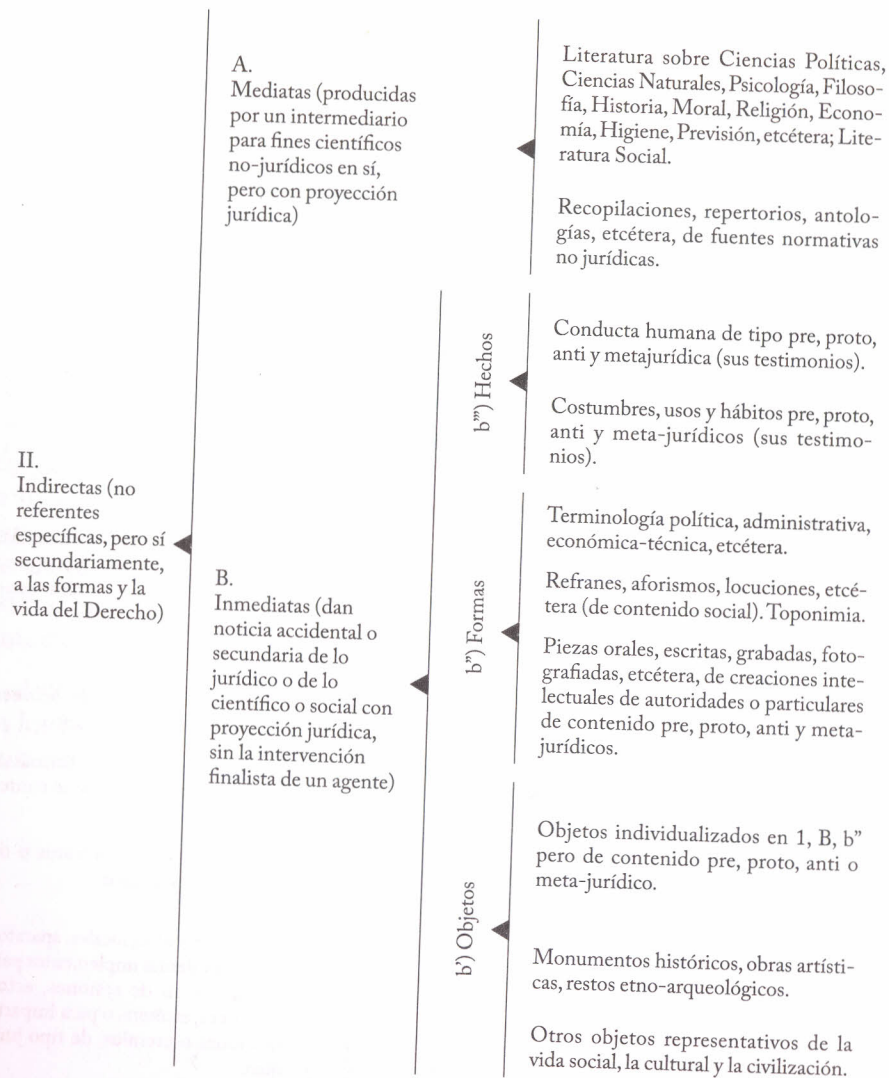 II.
Indirectas (no
referentes
específicas, pero sí
secundariamente,
a las formas y la
vida del Derecho)
A.
Mediatas (producidas
por un intermediario
para fines científicos
no-jurídicos en sí,
pero con proyección
jurídica)
Literatura sobre Ciencias Políticas,
Ciencias Naturales, Psicología, Filoso-
fía, Historia, Moral, Religión, Econo-
mía, Higiene, Previsión, etcétera; Lite-
ratura Social.
Recopilaciones, repertorios, antolo-
gías, etcétera, de fuentes normativas
no jurídicas.
B.
Inmediatas (dan
noticia accidental o
secundaria de lo
jurídico o de lo
científico o social con
proyección jurídica,
sin la intervención
finalista de un agente)
b''') Hechos
Conducta humana de tipo pre, proto,
anti y metajurídica (sus testimonios).
Costumbres, usos y hábitos pre, proto,
anti y meta-jurídicos (sus testimo-
nios).
b'') Formas
Terminología política, administrativa,
económica-técnica, etcétera.
Refranes, aforismos, locuciones, etcé-
tera (de contenido social). Toponimia.
Piezas orales, escritas, grabadas, foto-
grafiadas, etcétera, de creaciones inte-
lectuales de autoridades o particulares
de contenido pre, proto, anti y meta-
jurídicos.
b') Objetos
Objetos individualizados en 1, B, b”
pero de contenido pre, proto, anti o
meta-jurídico.
Monumentos históricos, obras artísti-
cas, restos etno-arqueológicos.
Otros objetos representativos de la
vida social, la cultural y la civilización.